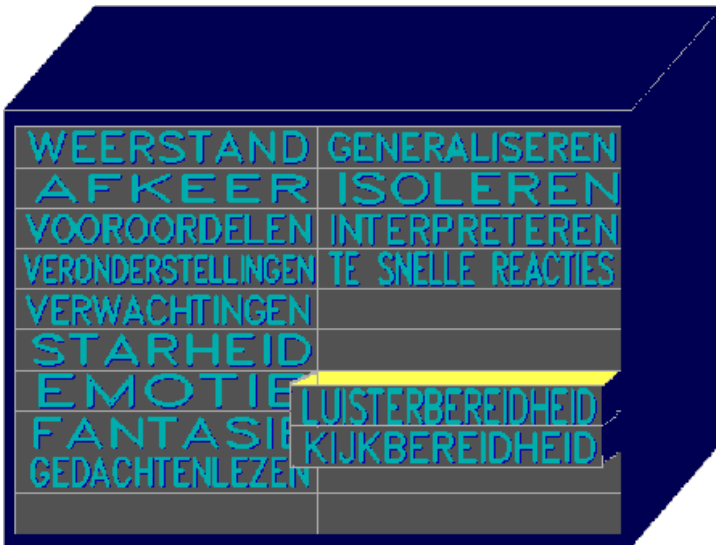 WEERSTAND
AFKEER
VOOROORDELEN
VERONDERSTELLINGEN
VERWACHTINGEN
STARHEID
EMOTIE
FANTASIE
GEDACHTENLEZEN
GENERALISEREN
ISOLEREN
INTERPRETEREN
TE SNELLE REACTIES
LUISTERBEREIDHEID
KIJKBEREIDHEID